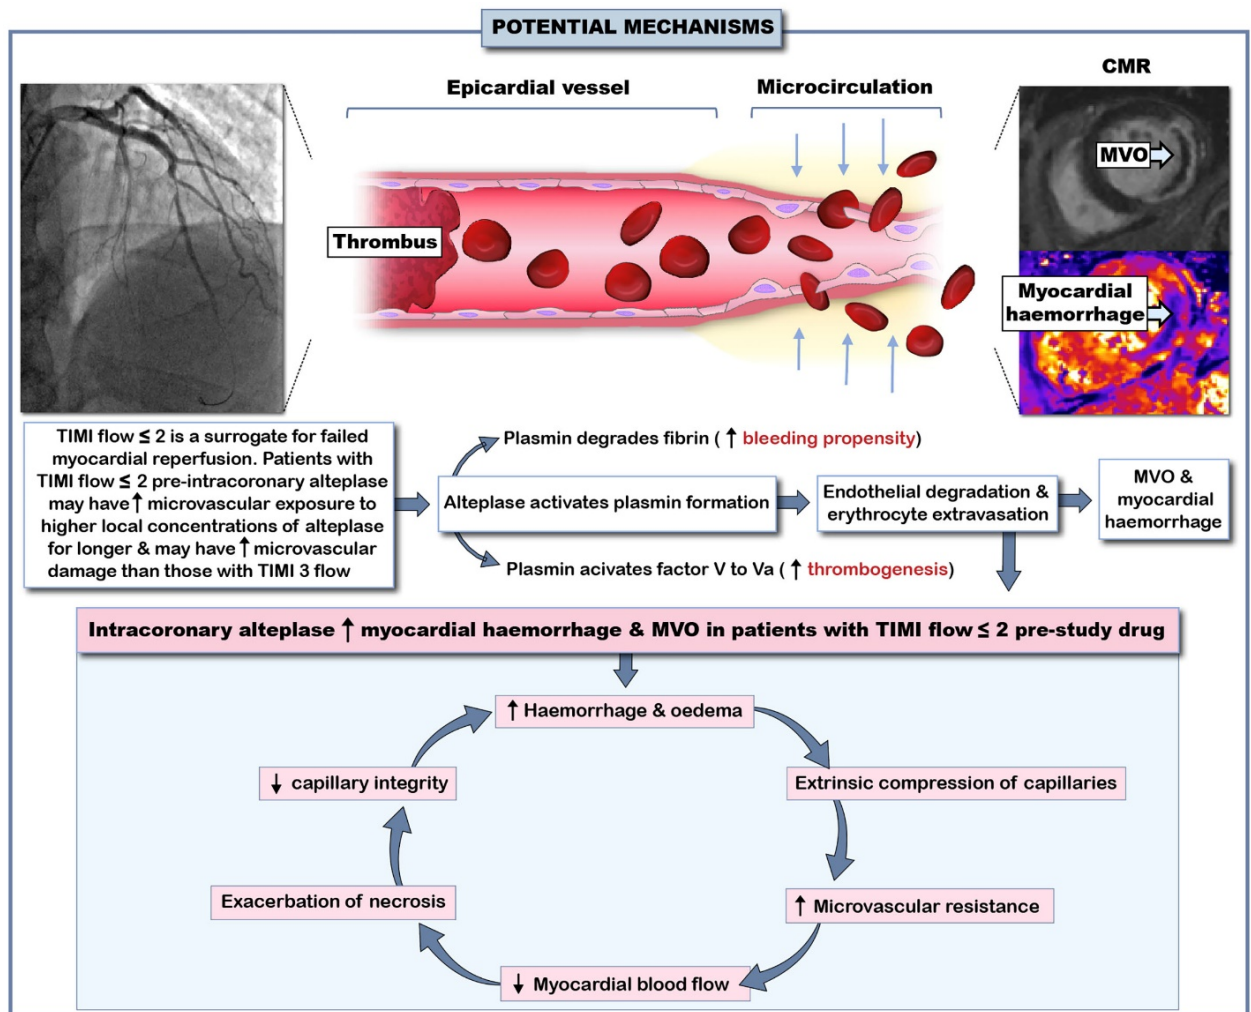 POTENTIAL MECHANISMS
Epicardial vessel
Microcirculation
CMR
MVO
Thrombus
Myocardial
haemorrhage
TIMI flow ≤ 2 is a surrogate for failed
myocardial reperfusion. Patients with
TIMI flow ≤ 2 pre-intracoronary alteplase
may have ↑ microvascular exposure to
higher local concentrations of alteplase
for longer & may have ↑ microvascular
damage than those with TIMI 3 flow
Plasmin degrades fibrin ( ↑ bleeding propensity)
Alteplase activates plasmin formation
Plasmin acivates factor V to Va ( ↑ thrombogenesis)
Endothelial degradation &
erythrocyte extravasation
MVO &
myocardial
haemorrhage
Intracoronary alteplase ↑ myocardial haemorrhage & MVO in patients with TIMI flow ≤ 2 pre-study drug
↑ Haemorrhage & oedema
Extrinsic compression of capillaries
↑ Microvascular resistance
↓ Myocardial blood flow
Exacerbation of necrosis
↓ capillary integrity